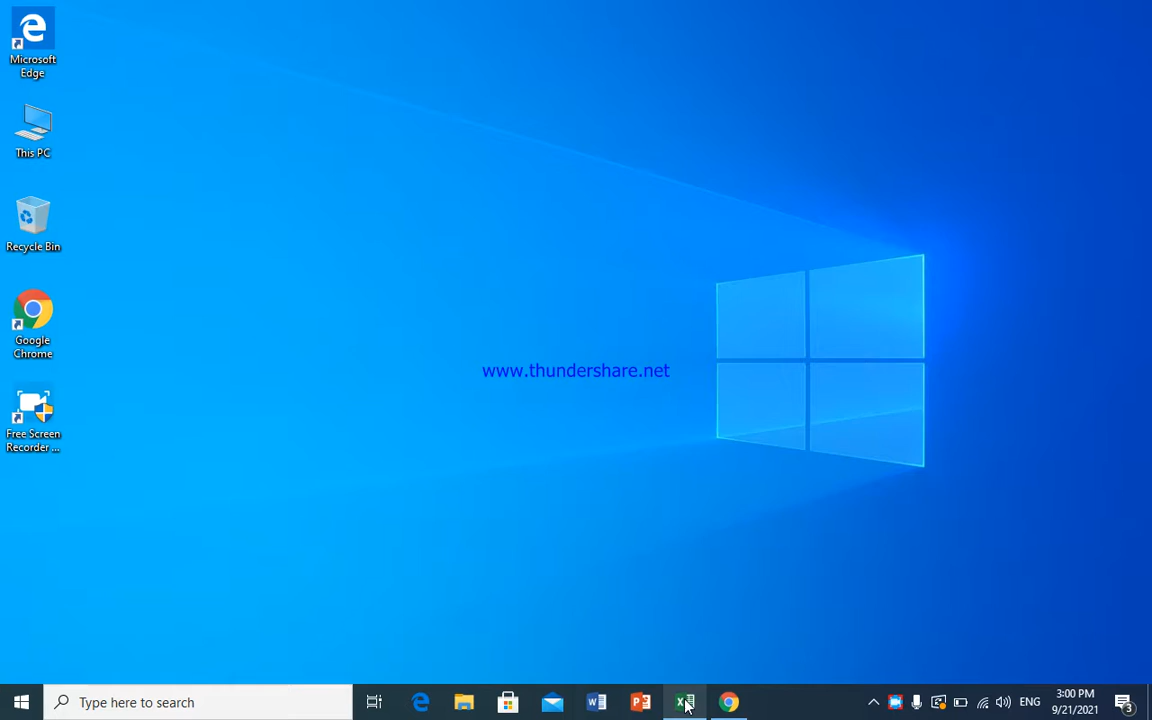 Microsoft
Edge
This PC
Recycle Bin
Google
Chrome
Free Screen
Recorder ...
www.thundershare.net
Type here to search
ENG
3:00 PM
9/21/2021
3